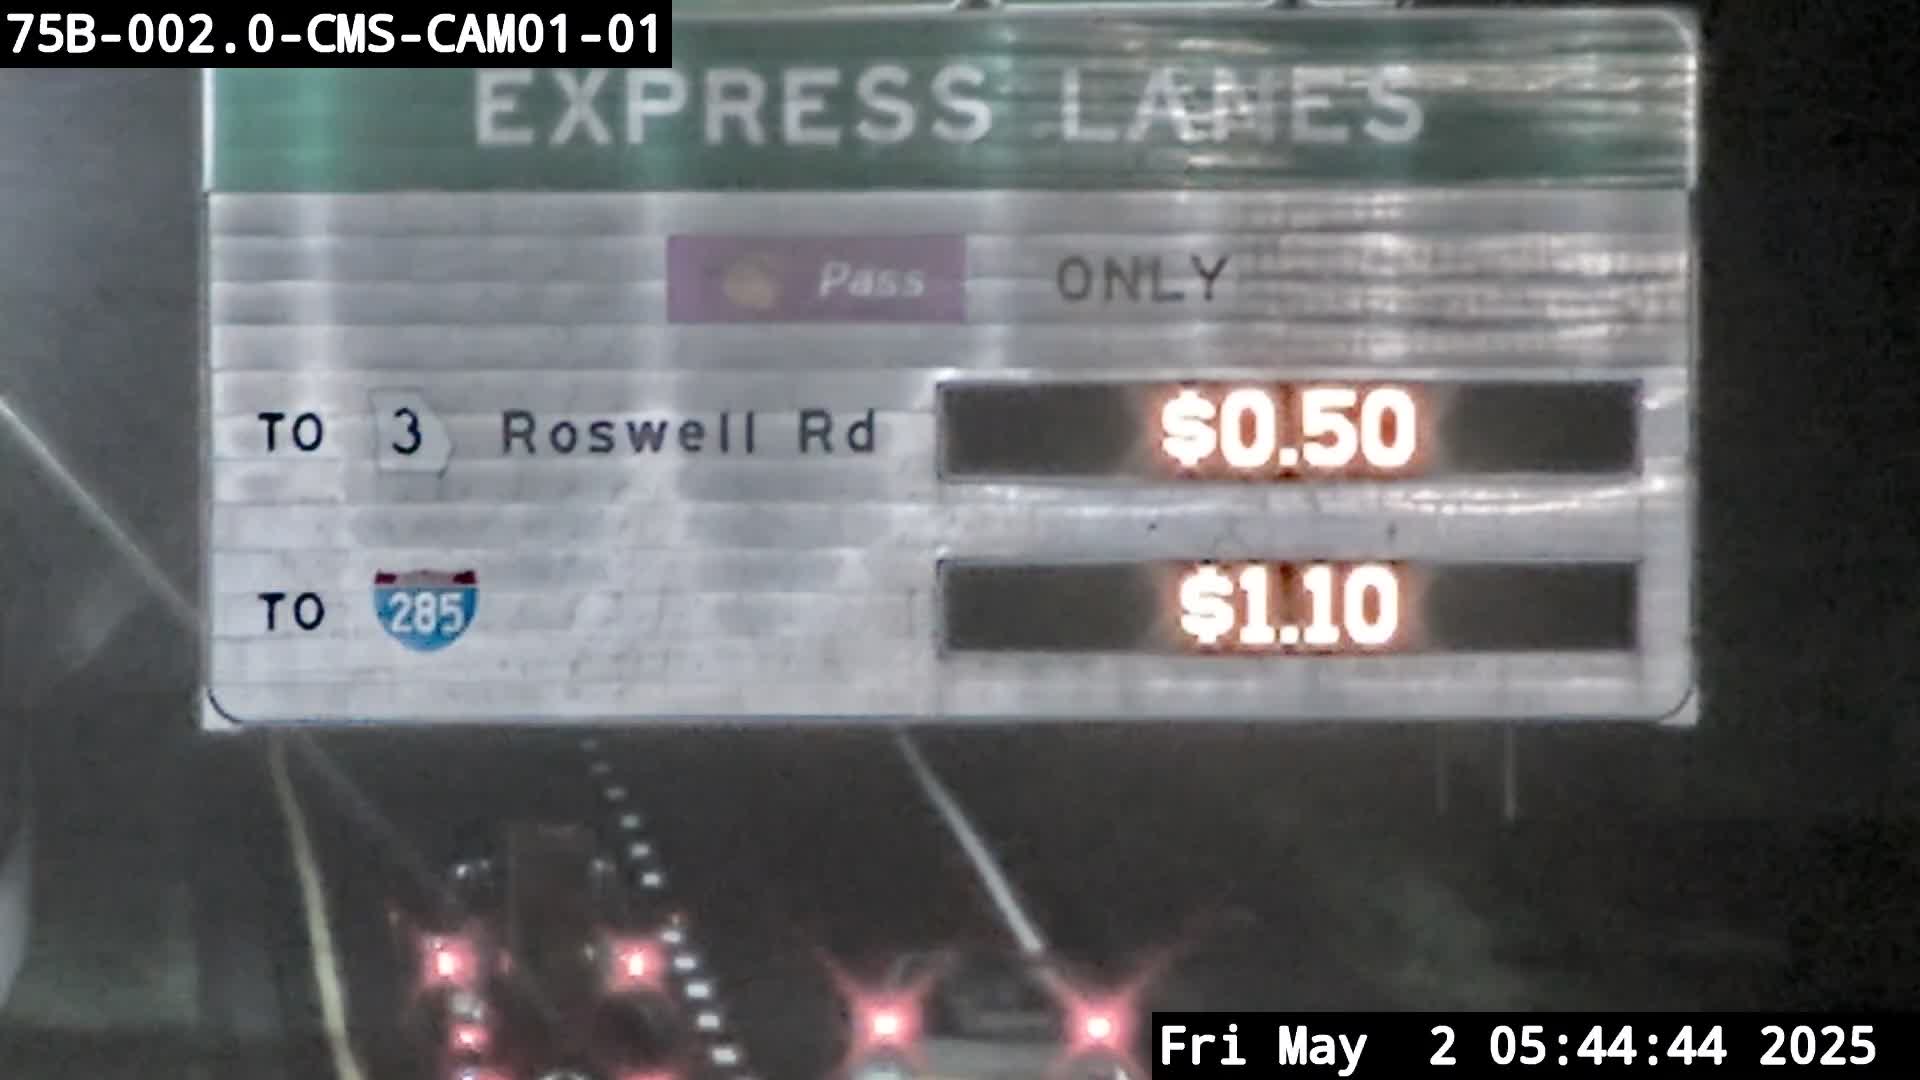 75B-002.0-CMS-CAM01-01
EXPRESS LANES
Pass ONLY
TO 3 Roswell Rd $0.50
TO 285 $1.10
Fri May 2 05:44:44 2025